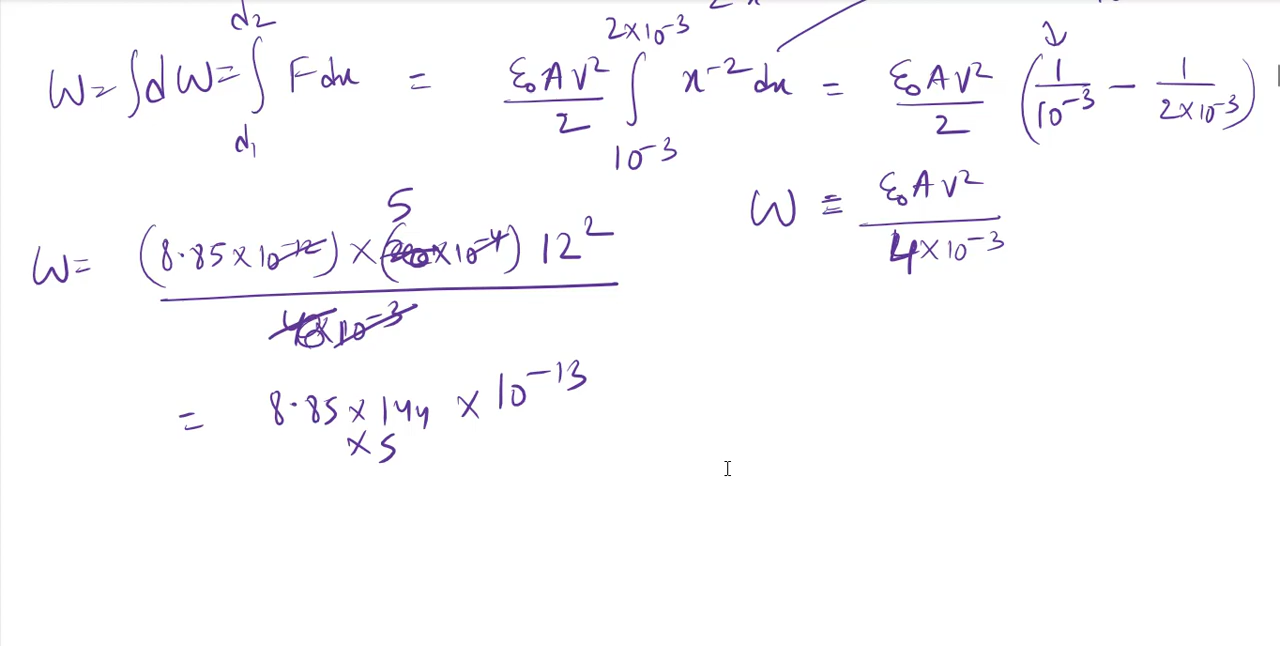 W = ∫dW = ∫_{d1}^{d2} Fdx = ε₀AV²/2 ∫_{10⁻³}^{2×10⁻³} x⁻² dx = ε₀AV²/2 (1/10⁻³ − 1/(2×10⁻³))
W = ε₀AV²/(4×10⁻³)
5
W = (8.85×10⁻¹²) × (20×10⁻⁴) 12² / (4×10⁻³)
= 8.85 × 144 × 10⁻¹³
× 5